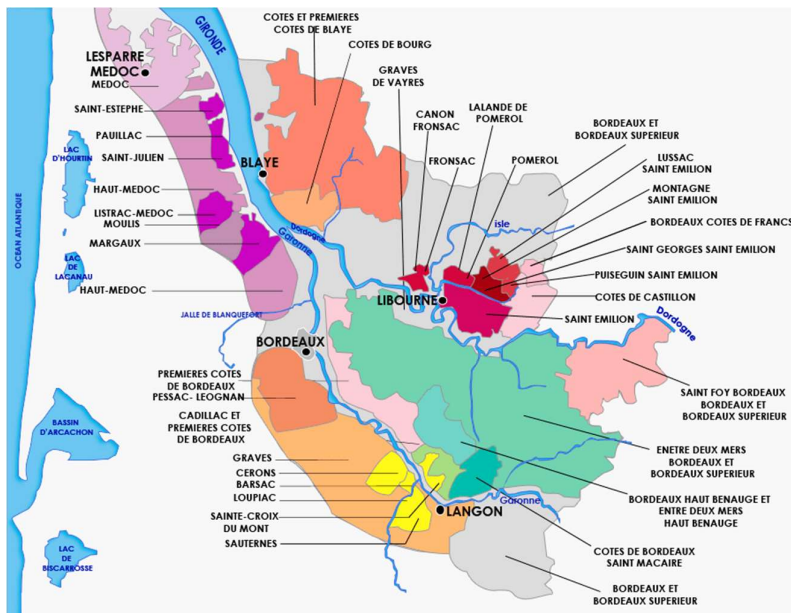 COTES ET PREMIERES
COTES DE BLAYE
COTES DE BOURG
GRAVES
DE VAYRES
CANON
FRONSAC
FRONSAC
LALANDE DE
POMEROL
POMEROL
BORDEAUX ET
BORDEAUX SUPERIEUR
LUSSAC
SAINT EMILION
MONTAGNE
SAINT EMILION
BORDEAUX COTES DE FRANCS
SAINT GEORGES SAINT EMILION
PUISEGUIN SAINT EMILION
COTES DE CASTILLON
SAINT EMILION
GIRONDE
LESPARRE
MEDOC
MEDOC
SAINT-ESTEPHE
PAUILLAC
SAINT-JULIEN
HAUT-MEDOC
LISTRAC-MEDOC
MOULIS
MARGAUX
HAUT-MEDOC
JALLE DE BLANQUEFORT
OCEAN ATLANTIQUE
LAC
D'HOURTIN
LAC
DE
LACANAU
BLAYE
Dordogne
Garonne
isle
LIBOURNE
Dordogne
BORDEAUX
PREMIERES COTES
DE BORDEAUX
PESSAC- LEOGNAN
CADILLAC ET
PREMIERES COTES
DE BORDEAUX
GRAVES
CERONS
BARSAC
LOUPIAC
SAINTE-CROIX
DU MONT
SAUTERNES
BASSIN
D'ARCACHON
LAC
DE
BISCARROSSE
LANGON
Garonne
SAINT FOY BORDEAUX
BORDEAUX ET
BORDEAUX SUPERIEUR
ENETRE DEUX MERS
BORDEAUX ET
BORDEAUX SUPERIEUR
BORDEAUX HAUT BENAUGE ET
ENTRE DEUX MERS
HAUT BENAUGE
COTES DE BORDEAUX
SAINT MACAIRE
BORDEAUX ET
BORDEAUX SUPERIEUR